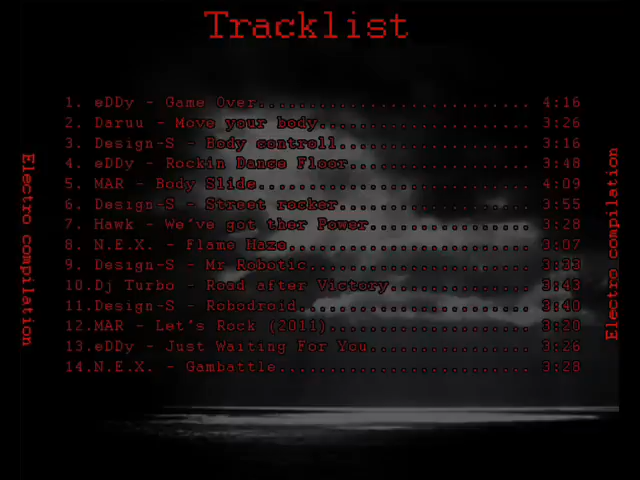 Tracklist
1. eDDy - Game Over........................... 4:16
2. Daruu - Move your body..................... 3:26
3. Design-S - Body controll................... 3:16
4. eDDy - Rockin Dance Floor.................. 3:48
5. MAR - Body Slide........................... 4:09
6. Design-S - Street rocker................... 3:55
7. Hawk - We've got ther Power................ 3:28
8. N.E.X. - Flame Haze........................ 3:07
9. Design-S - Mr Robotic...................... 3:33
10.Dj Turbo - Road after Victory.............. 3:43
11.Design-S - Robodroid....................... 3:40
12.MAR - Let's Rock (2011).................... 3:20
13.eDDy - Just Waiting For You................ 3:26
14.N.E.X. - Gambattle......................... 3:28
Electro compilation
Electro compilation